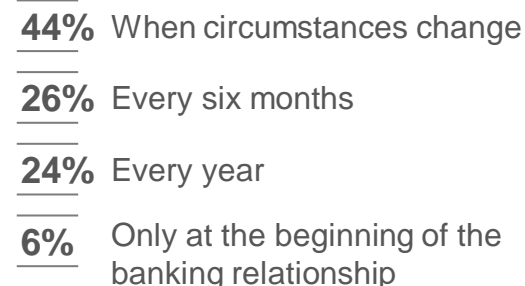 44% When circumstances change
26% Every six months
24% Every year
6% Only at the beginning of the
banking relationship